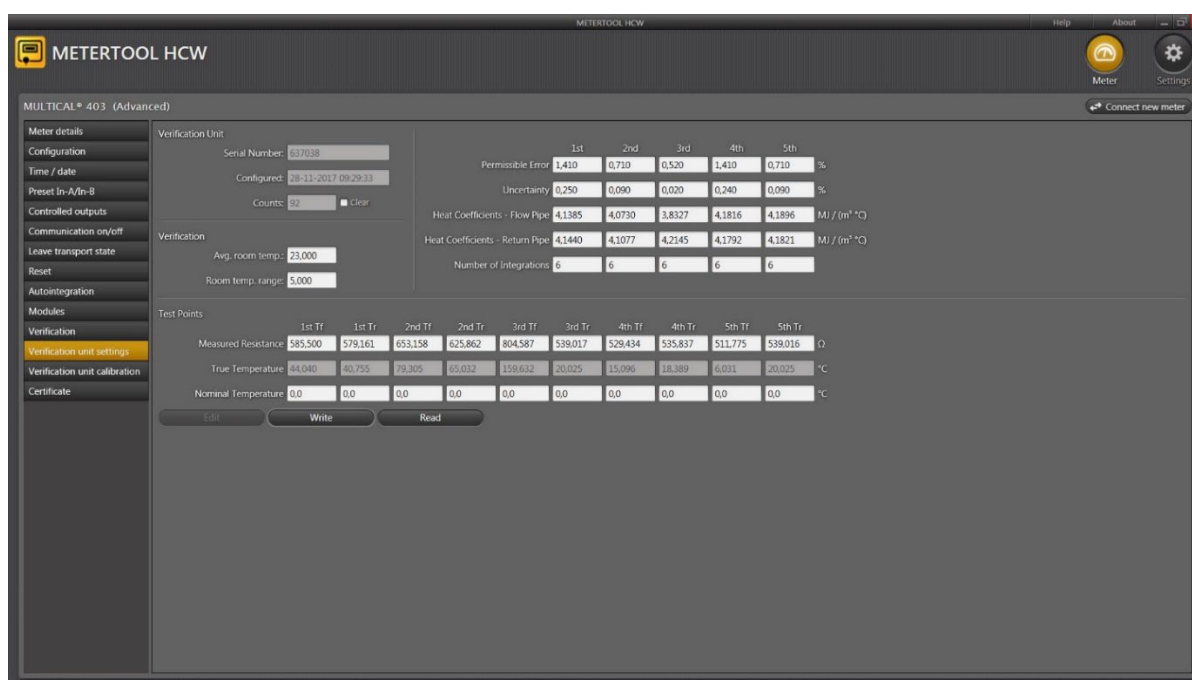 METERTOOL HCW
Help
About
METERTOOL HCW
Meter
Settings
MULTICAL® 403 (Advanced)
Connect new meter
Meter details
Configuration
Time / date
Preset In-A/In-B
Controlled outputs
Communication on/off
Leave transport state
Reset
Autointegration
Modules
Verification
Verification unit settings
Verification unit calibration
Certificate
Verification Unit
Serial Number: 637038
Configured: 28-11-2017 09:29:33
Counts: 92 Clear
Verification
Avg. room temp.: 23,000
Room temp. range: 5,000
1st 2nd 3rd 4th 5th
Permissible Error 1,410 0,710 0,520 1,410 0,710 %
Uncertainty 0,250 0,090 0,020 0,240 0,090 %
Heat Coefficients - Flow Pipe 4,1385 4,0730 3,8327 4,1816 4,1896 MJ / (m³ °C)
Heat Coefficients - Return Pipe 4,1440 4,1077 4,2145 4,1792 4,1821 MJ / (m³ °C)
Number of Integrations 6 6 6 6 6
Test Points
1st Tf 1st Tr 2nd Tf 2nd Tr 3rd Tf 3rd Tr 4th Tf 4th Tr 5th Tf 5th Tr
Measured Resistance 585,500 579,161 653,158 625,862 804,587 539,017 529,434 535,837 511,775 539,016 Ω
True Temperature 44,040 40,755 79,305 65,032 159,632 20,025 15,096 18,389 6,031 20,025 °C
Nominal Temperature 0,0 0,0 0,0 0,0 0,0 0,0 0,0 0,0 0,0 0,0 °C
Edit Write Read